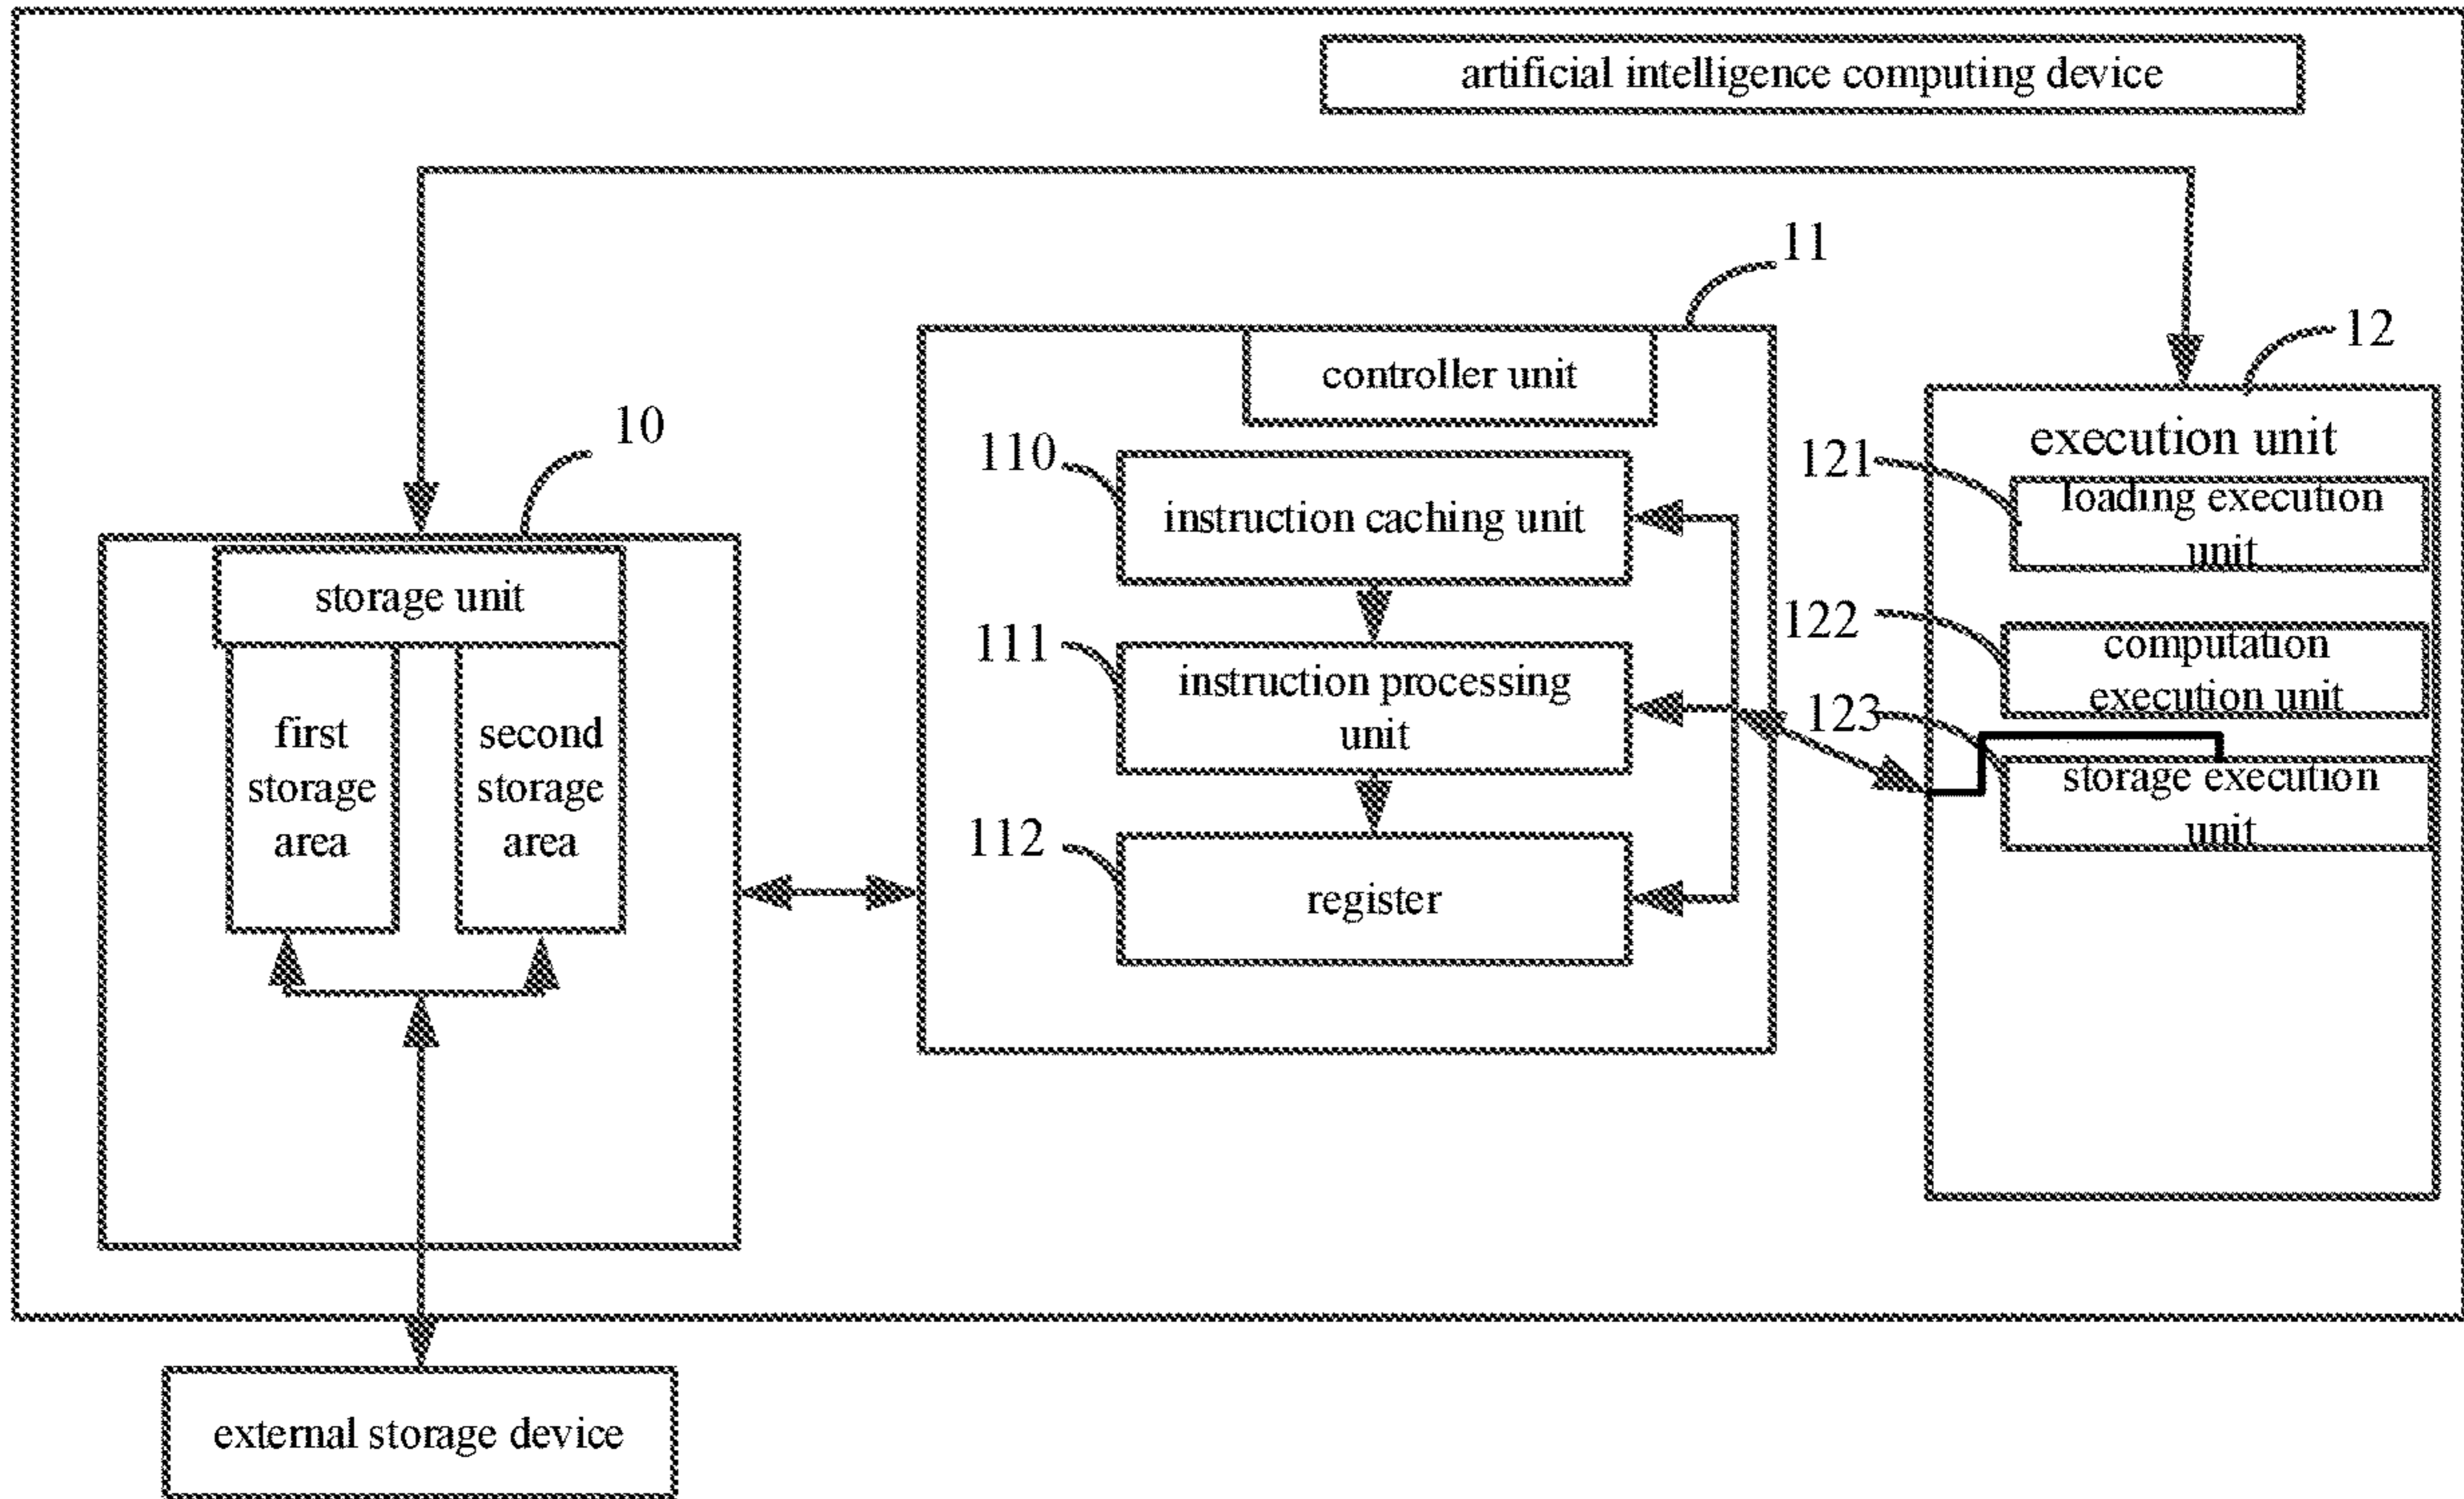 artificial intelligence computing device
11
controller unit
12
execution unit
10
110
instruction caching unit
121
loading execution
unit
storage unit
111
instruction processing
unit
122
computation
execution unit
first
storage
area
second
storage
area
123
storage execution
unit
112
register
external storage device